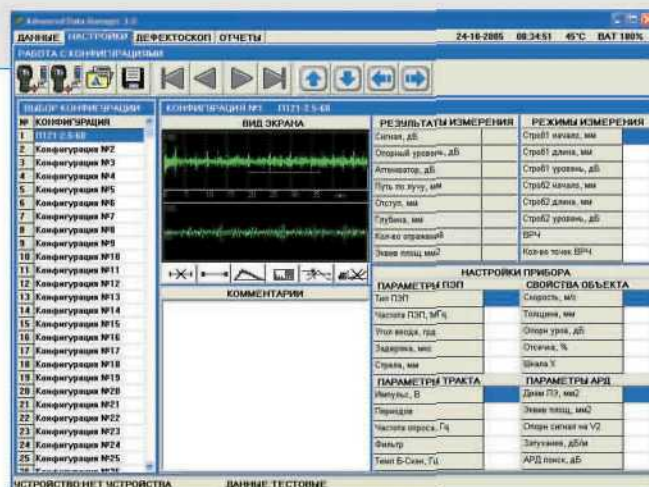 Advanced Data Manager 1.0
ДАННЫЕ НАСТРОЙКИ ДЕФЕКТОСКОП ОТЧЕТЫ 24-10-2005 08:34:51 45°C BAT 100%
РАБОТА С КОНФИГУРАЦИЯМИ
ВЫБОР КОНФИГУРАЦИИ
№ КОНФИГУРАЦИЯ
1 П121-2.5-60
2 Конфигурация №2
3 Конфигурация №3
4 Конфигурация №4
5 Конфигурация №5
6 Конфигурация №6
7 Конфигурация №7
8 Конфигурация №8
9 Конфигурация №9
10 Конфигурация №10
11 Конфигурация №11
12 Конфигурация №12
13 Конфигурация №13
14 Конфигурация №14
15 Конфигурация №15
16 Конфигурация №16
17 Конфигурация №17
18 Конфигурация №18
19 Конфигурация №19
20 Конфигурация №20
21 Конфигурация №21
22 Конфигурация №22
23 Конфигурация №23
24 Конфигурация №24
25 Конфигурация №25
26 Конфигурация №26
КОНФИГУРАЦИЯ №1 П121-2.5-60
ВИД ЭКРАНА
КОММЕНТАРИИ
РЕЗУЛЬТАТЫ ИЗМЕРЕНИЯ
Сигнал, дБ
Опорный уровень, дБ
Аттенюатор, дБ
Путь по лучу, мм
Отступ, мм
Глубина, мм
Кол-во отражений
Эквив площ, мм2
РЕЖИМЫ ИЗМЕРЕНИЯ
Строб1 начало, мм
Строб1 длина, мм
Строб1 уровень, дБ
Строб2 начало, мм
Строб2 длина, мм
Строб2 уровень, дБ
ВРЧ
Кол-во точек ВРЧ
НАСТРОЙКИ ПРИБОРА
ПАРАМЕТРЫ ПЭП
Тип ПЭП
Частота ПЭП, МГц
Угол ввода, грд
Задержка, мкс
Стрела, мм
СВОЙСТВА ОБЪЕКТА
Скорость, м/с
Толщина, мм
Опорн уров, дБ
Отсечка, %
Шкала X
ПАРАМЕТРЫ ТРАКТА
Импульс, В
Периодов
Частота опроса, Гц
Фильтр
Темп Б-Скан, Гц
ПАРАМЕТРЫ АРД
Диам ПЭ, мм2
Эквив площ, мм2
Опорн сигнал на V2
Затухание, дБ/м
АРД поиск, дБ
УСТРОЙСТВО:НЕТ УСТРОЙСТВА ДАННЫЕ ТЕСТОВЫЕ